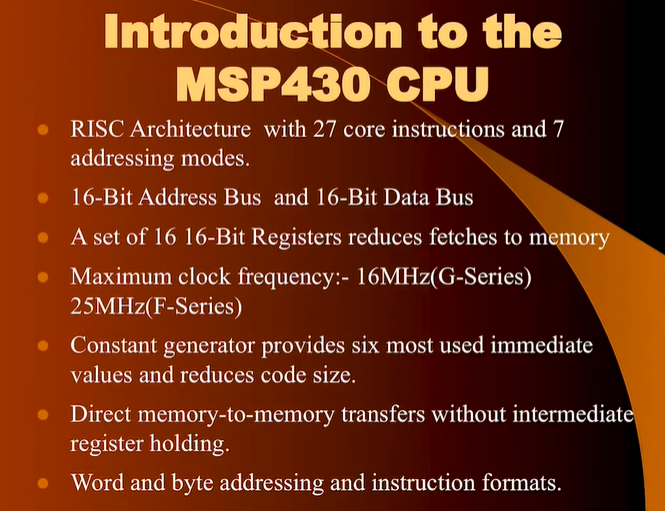 Introduction to the
MSP430 CPU
RISC Architecture with 27 core instructions and 7
addressing modes.
16-Bit Address Bus and 16-Bit Data Bus
A set of 16 16-Bit Registers reduces fetches to memory
Maximum clock frequency:- 16MHz(G-Series)
25MHz(F-Series)
Constant generator provides six most used immediate
values and reduces code size.
Direct memory-to-memory transfers without intermediate
register holding.
Word and byte addressing and instruction formats.